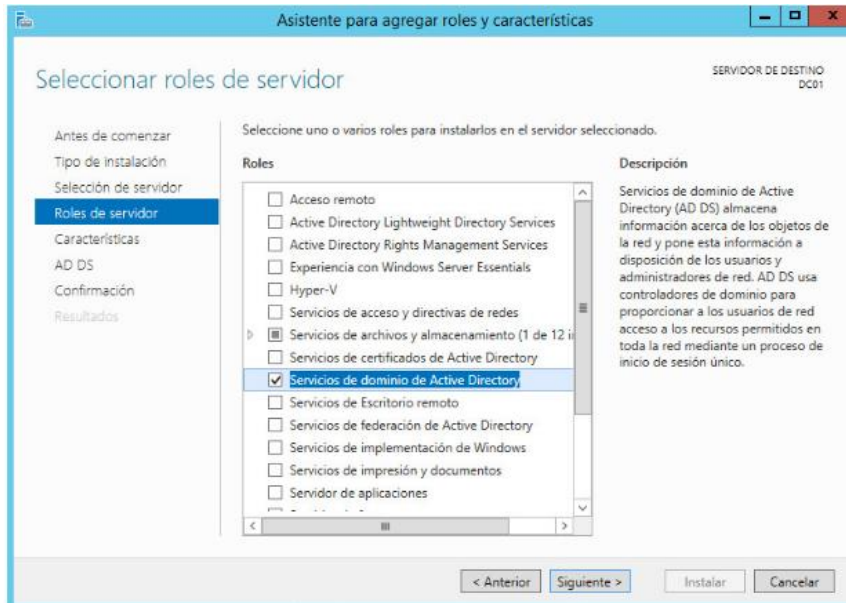 Asistente para agregar roles y características
Seleccionar roles de servidor
SERVIDOR DE DESTINO
DC01
Antes de comenzar
Tipo de instalación
Selección de servidor
Roles de servidor
Características
AD DS
Confirmación
Resultados
Seleccione uno o varios roles para instalarlos en el servidor seleccionado.
Roles
Acceso remoto
Active Directory Lightweight Directory Services
Active Directory Rights Management Services
Experiencia con Windows Server Essentials
Hyper-V
Servicios de acceso y directivas de redes
Servicios de archivos y almacenamiento (1 de 12 i
Servicios de certificados de Active Directory
Servicios de dominio de Active Directory
Servicios de Escritorio remoto
Servicios de federación de Active Directory
Servicios de implementación de Windows
Servicios de impresión y documentos
Servidor de aplicaciones
Descripción
Servicios de dominio de Active
Directory (AD DS) almacena
información acerca de los objetos de
la red y pone esta información a
disposición de los usuarios y
administradores de red. AD DS usa
controladores de dominio para
proporcionar a los usuarios de red
acceso a los recursos permitidos en
toda la red mediante un proceso de
inicio de sesión único.
< Anterior
Siguiente >
Instalar
Cancelar